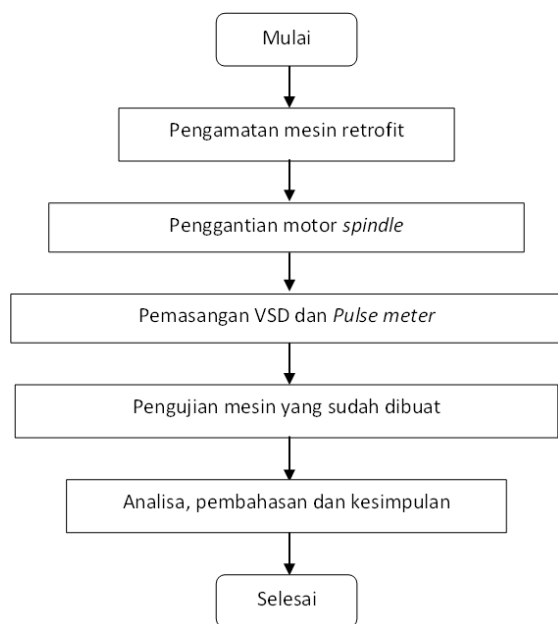 Mulai
Pengamatan mesin retrofit
Penggantian motor spindle
Pemasangan VSD dan Pulse meter
Pengujian mesin yang sudah dibuat
Analisa, pembahasan dan kesimpulan
Selesai